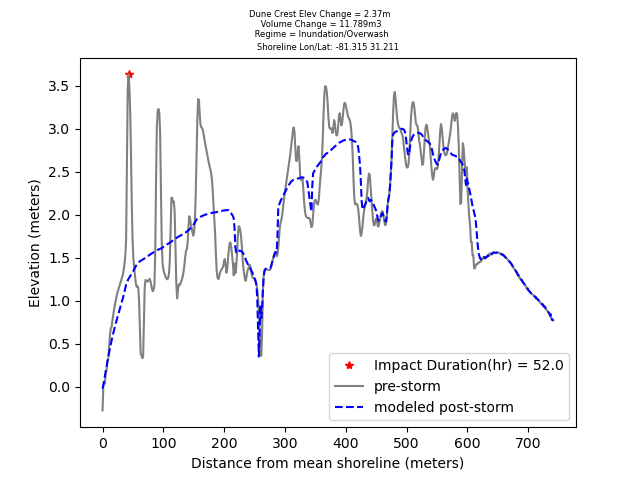 Dune Crest Elev Change = 2.37m
Volume Change = 11.789m3
Regime = Inundation/Overwash
Shoreline Lon/Lat: -81.315 31.211
Elevation (meters)
3.5
3.0
2.5
2.0
1.5
1.0
0.5
0.0
Impact Duration(hr) = 52.0
pre-storm
modeled post-storm
0 100 200 300 400 500 600 700
Distance from mean shoreline (meters)